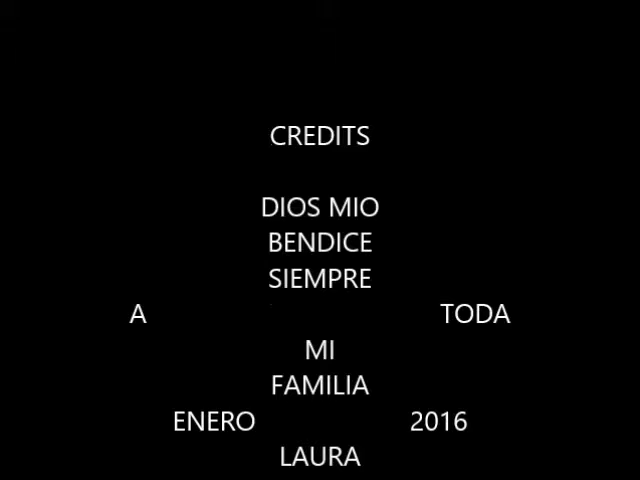 CREDITS
DIOS MIO
BENDICE
SIEMPRE
A TODA
MI
FAMILIA
ENERO 2016
LAURA